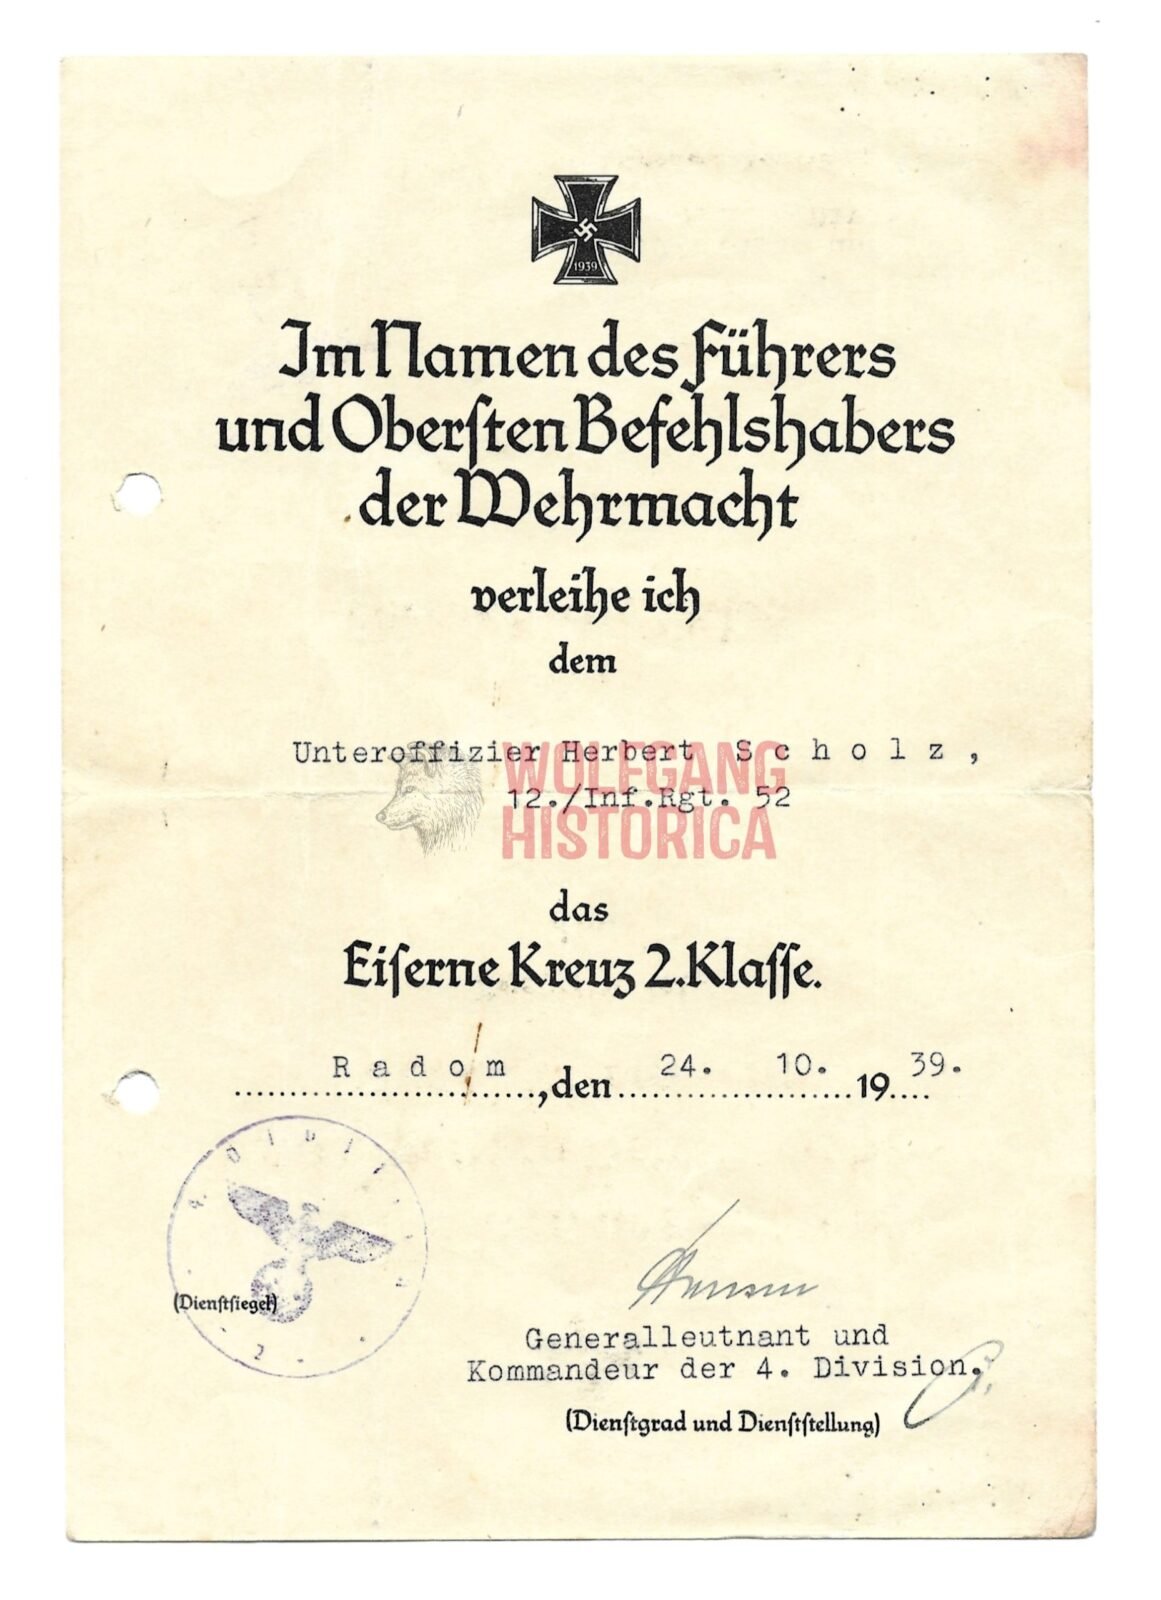 1939
Im Namen des Führers
und Oberſten Befehlshabers
der Wehrmacht
verleihe ich
dem
Unteroffizier Herbert S c h o l z ,
12./Inf.Rgt. 52
WOLFGANG
HISTORICA
das
Eiſerne Kreuz 2.Klaſſe.
R a d o m , den 24. 10. 1939.
(Dienſtſiegel)
2
Generalleutnant und
Kommandeur der 4. Division.
(Dienſtgrad und Dienſtſtellung)